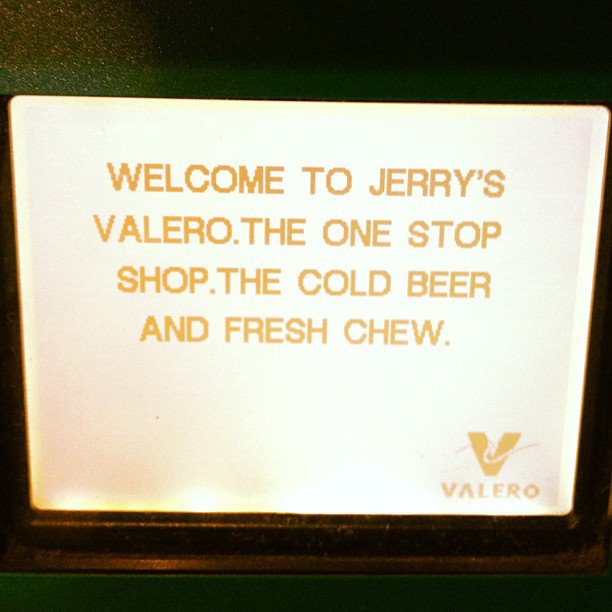 WELCOME TO JERRY'S
VALERO.THE ONE STOP
SHOP.THE COLD BEER
AND FRESH CHEW.
VALERO